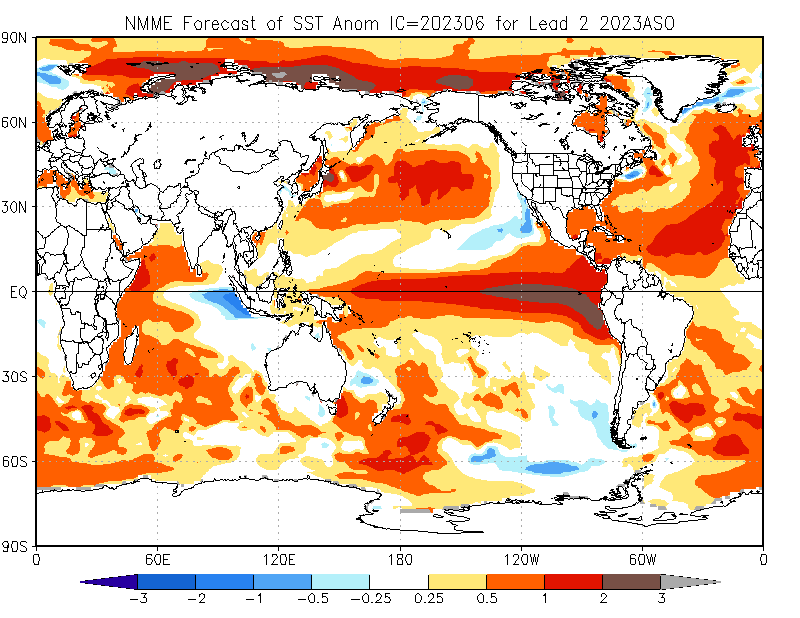 NMME Forecast of SST Anom IC=202306 for Lead 2 2023ASO
90N
60N
30N
EQ
30S
60S
90S
0 60E 120E 180 120W 60W 0
-3 -2 -1 -0.5 -0.25 0.25 0.5 1 2 3